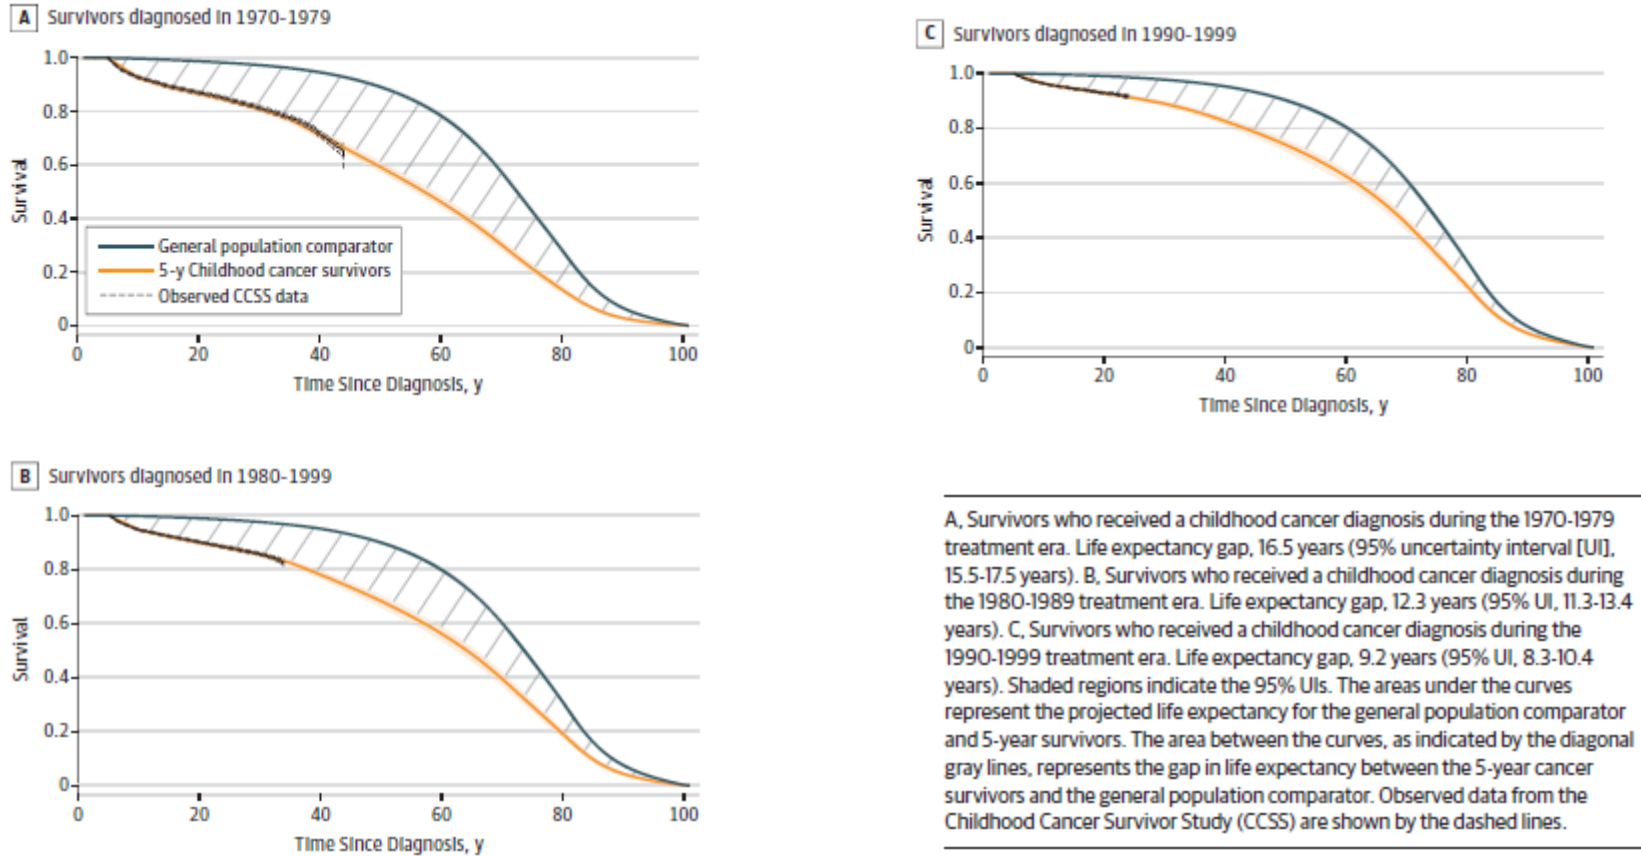 A Survivors diagnosed in 1970-1979
1.0
0.8
0.6
0.4
0.2
0
Survival
General population comparator
5-y Childhood cancer survivors
Observed CCSS data
0 20 40 60 80 100
Time Since Diagnosis, y
B Survivors diagnosed in 1980-1999
1.0
0.8
0.6
0.4
0.2
0
Survival
0 20 40 60 80 100
Time Since Diagnosis, y
C Survivors diagnosed in 1990-1999
1.0
0.8
0.6
0.4
0.2
0
Survival
0 20 40 60 80 100
Time Since Diagnosis, y
A, Survivors who received a childhood cancer diagnosis during the 1970-1979
treatment era. Life expectancy gap, 16.5 years (95% uncertainty interval [UI],
15.5-17.5 years). B, Survivors who received a childhood cancer diagnosis during
the 1980-1989 treatment era. Life expectancy gap, 12.3 years (95% UI, 11.3-13.4
years). C, Survivors who received a childhood cancer diagnosis during the
1990-1999 treatment era. Life expectancy gap, 9.2 years (95% UI, 8.3-10.4
years). Shaded regions indicate the 95% UIs. The areas under the curves
represent the projected life expectancy for the general population comparator
and 5-year survivors. The area between the curves, as indicated by the diagonal
gray lines, represents the gap in life expectancy between the 5-year cancer
survivors and the general population comparator. Observed data from the
Childhood Cancer Survivor Study (CCSS) are shown by the dashed lines.